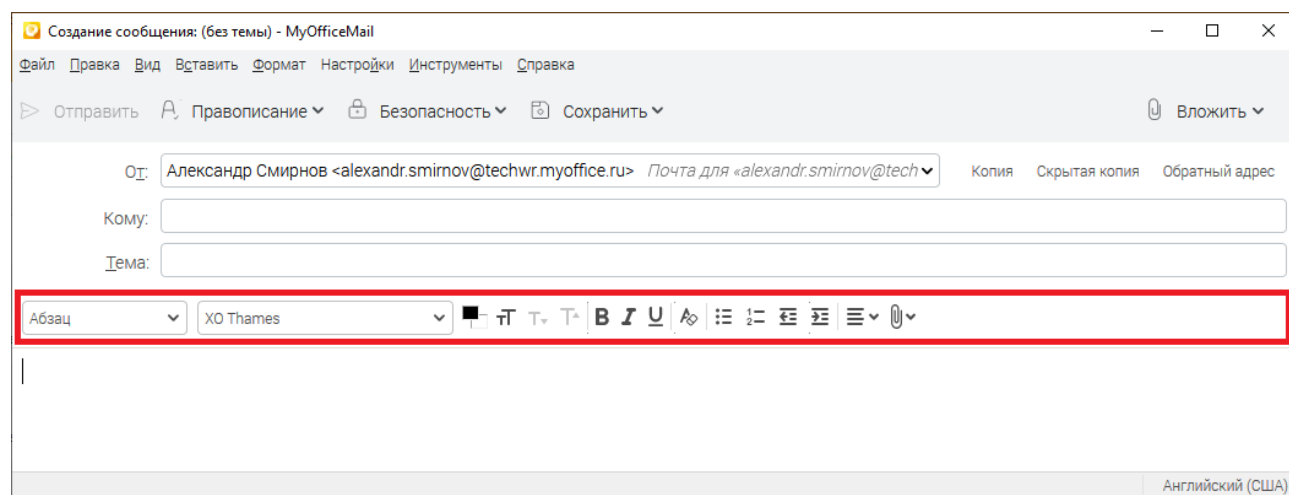 Создание сообщения: (без темы) - MyOfficeMail
Файл Правка Вид Вставить Формат Настройки Инструменты Справка
Отправить Правописание Безопасность Сохранить Вложить
От: Александр Смирнов <alexandr.smirnov@techwr.myoffice.ru> Почта для «alexandr.smirnov@tech Копия Скрытая копия Обратный адрес
Кому:
Тема:
Абзац XO Thames B I U
Английский (США)